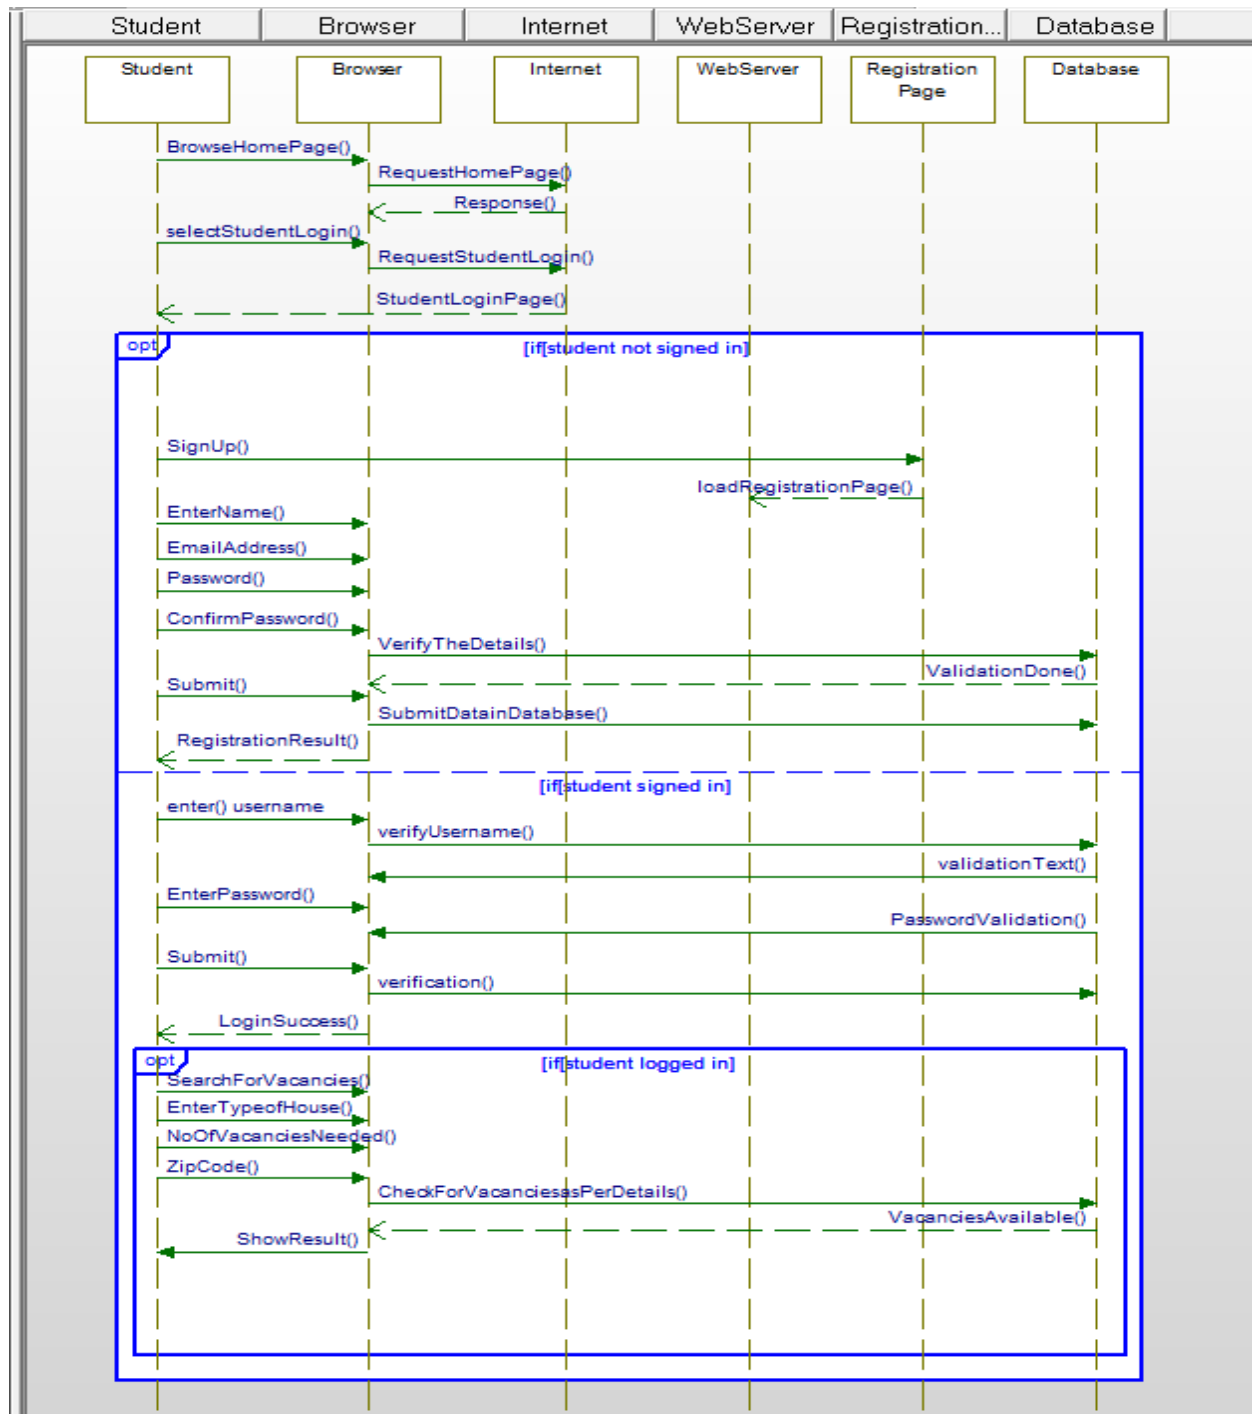 Student Browser Internet WebServer Registration... Database
Student Browser Internet WebServer Registration Database
Page
BrowseHomePage()
RequestHomePage()
Response()
selectStudentLogin()
RequestStudentLogin()
StudentLoginPage()
opt if[student not signed in]
SignUp()
loadRegistrationPage()
EnterName()
EmailAddress()
Password()
ConfirmPassword()
VerifyTheDetails()
ValidationDone()
Submit()
SubmitDatainDatabase()
RegistrationResult()
if[student signed in]
enter() username
verifyUsername()
validationText()
EnterPassword()
PasswordValidation()
Submit()
verification()
LoginSuccess()
opt [if[student logged in]
SearchForVacancies()
EnterTypeofHouse()
NoOfVacanciesNeeded()
ZipCode()
CheckForVacanciesasPerDetails()
VacanciesAvailable()
ShowResult()